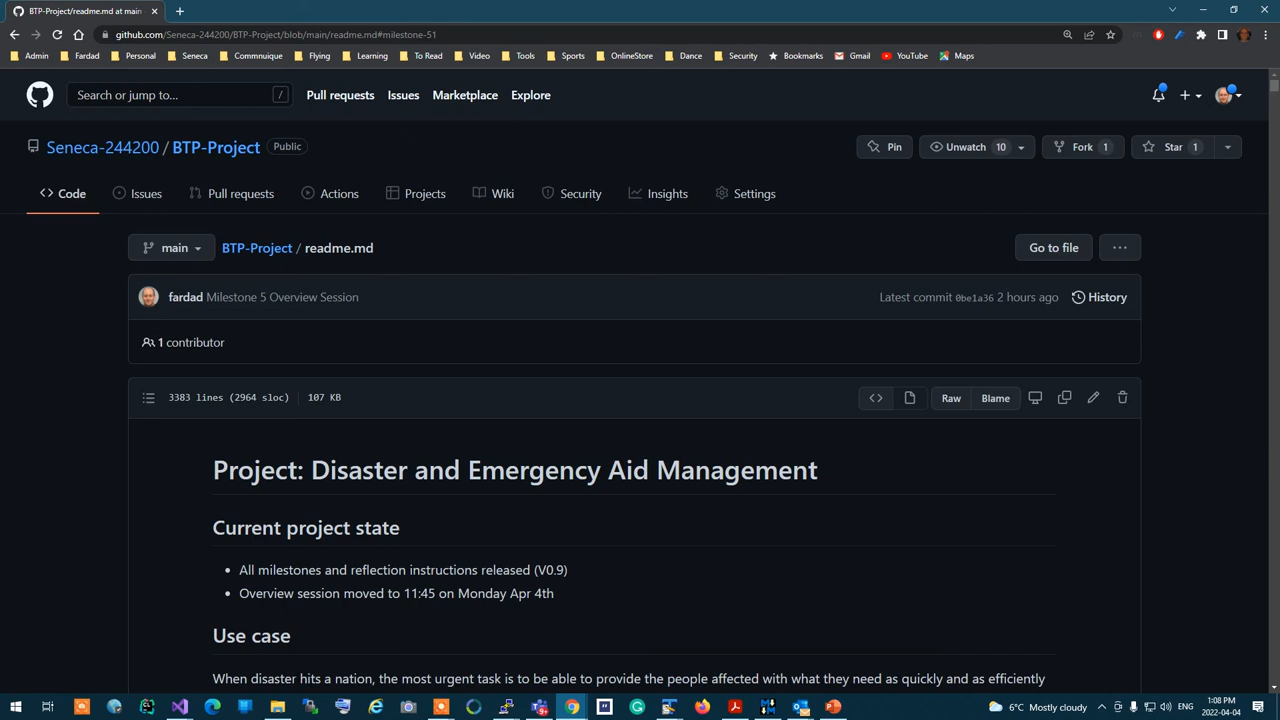 BTP-Project/readme.md at main
github.com/Seneca-244200/BTP-Project/blob/main/readme.md#milestone-51
Admin Fardad Personal Seneca Commnuique Flying Learning To Read Video Tools Sports OnlineStore Dance Security Bookmarks Gmail YouTube Maps
Search or jump to... / Pull requests Issues Marketplace Explore
Seneca-244200 / BTP-Project Public Pin Unwatch 10 Fork 1 Star 1
Code Issues Pull requests Actions Projects Wiki Security Insights Settings
main BTP-Project / readme.md Go to file
fardad Milestone 5 Overview Session Latest commit 0be1a36 2 hours ago History
1 contributor
3383 lines (2964 sloc) 107 KB Raw Blame
Project: Disaster and Emergency Aid Management
Current project state
• All milestones and reflection instructions released (V0.9)
• Overview session moved to 11:45 on Monday Apr 4th
Use case
When disaster hits a nation, the most urgent task is to be able to provide the people affected with what they need as quickly and as efficiently
6°C Mostly cloudy ENG 1:08 PM
2022-04-04